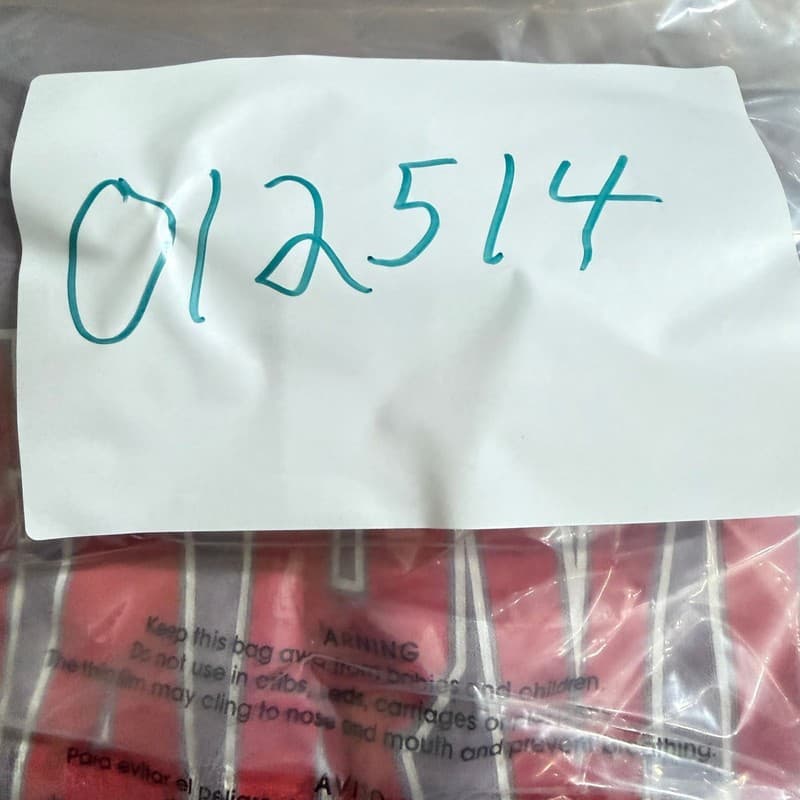 012514
WARNING
Keep this bag away from babies and children.
Do not use in cribs, beds, carriages or
The thin film may cling to nose and mouth and prevent breathing.
AVISO
Para evitar el peligro